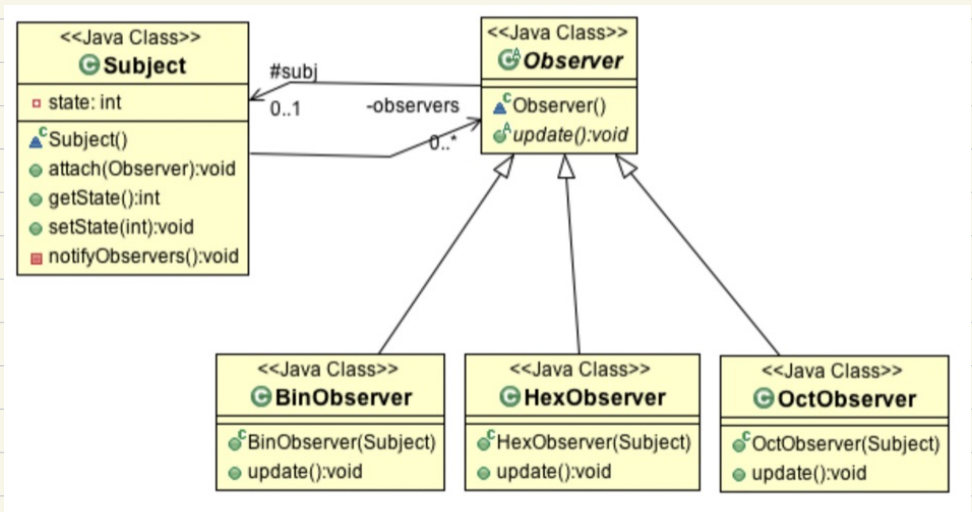 <<Java Class>>
Subject
state: int
Subject()
attach(Observer):void
getState():int
setState(int):void
notifyObservers():void
#subj
0..1
-observers
0..*
<<Java Class>>
Observer
Observer()
update():void
<<Java Class>>
BinObserver
BinObserver(Subject)
update():void
<<Java Class>>
HexObserver
HexObserver(Subject)
update():void
<<Java Class>>
OctObserver
OctObserver(Subject)
update():void